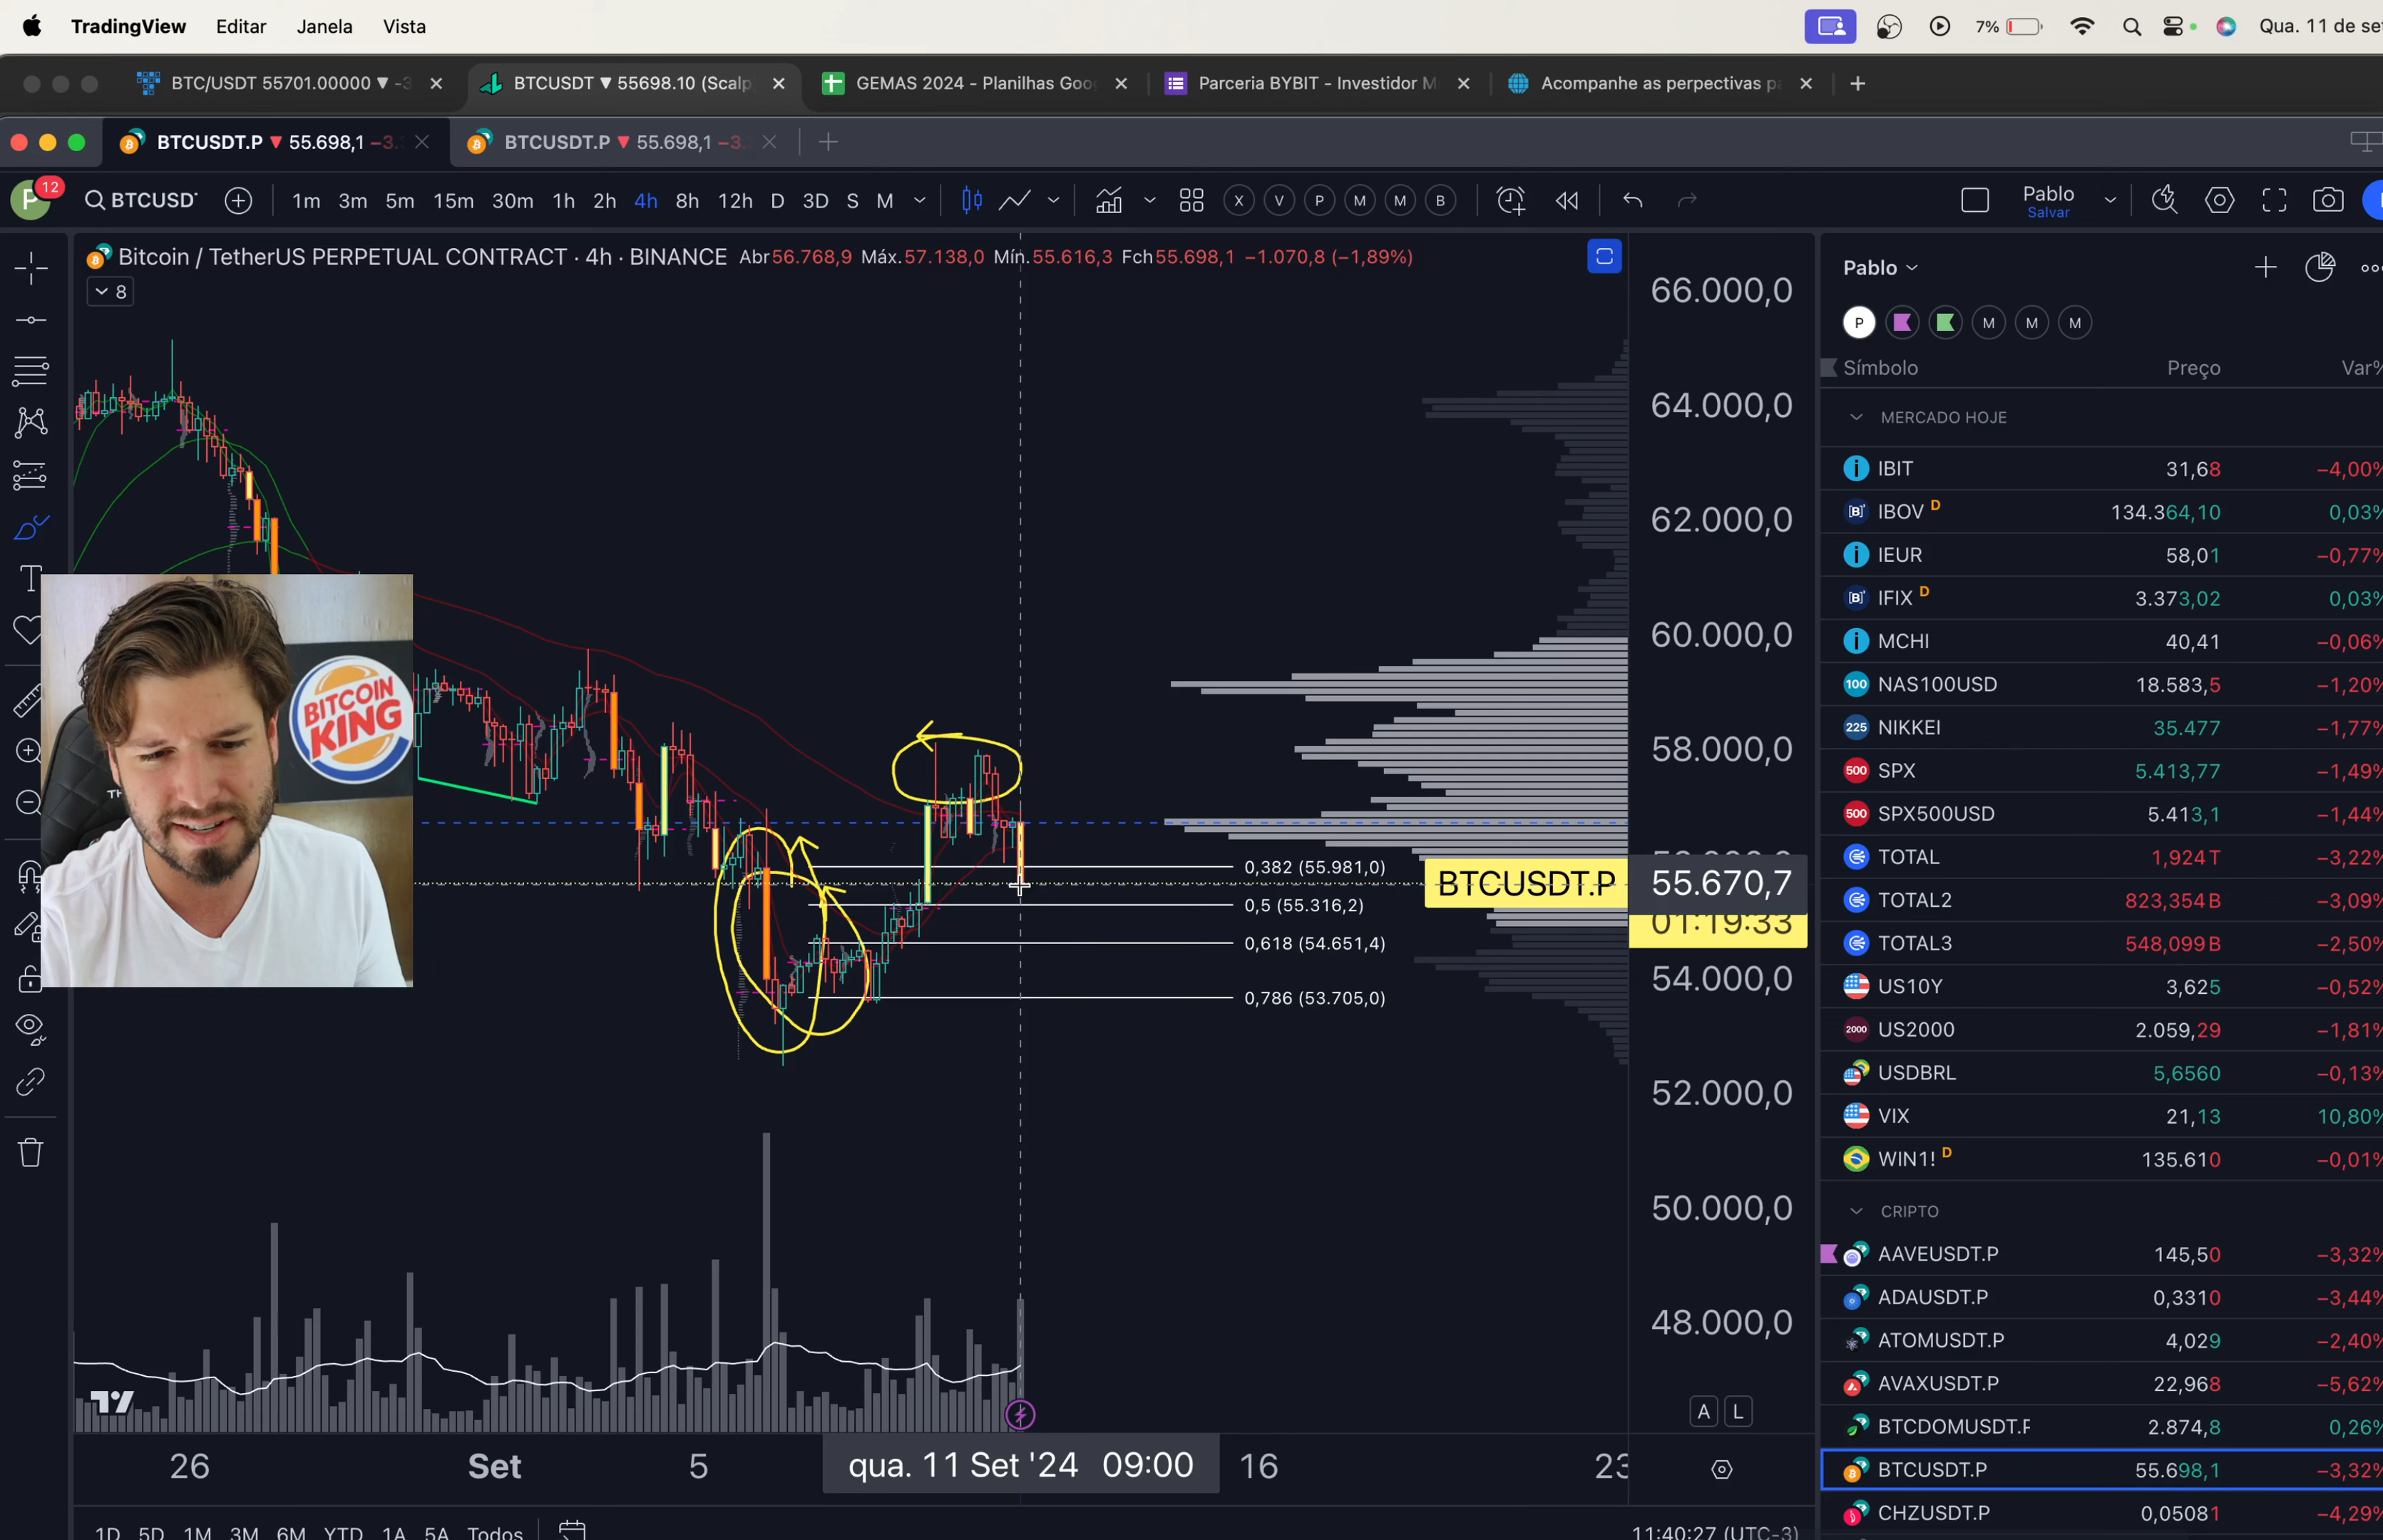 TradingView Editar Janela Vista 7% Qua. 11 de set
BTC/USDT 55701.00000 ▼ -3 BTCUSDT ▼ 55698.10 (Scalp GEMAS 2024 - Planilhas Goo Parceria BYBIT - Investidor M Acompanhe as perpectivas p
BTCUSDT.P ▼ 55.698,1 −3. BTCUSDT.P ▼ 55.698,1 −3.
P 12 BTCUSD 1m 3m 5m 15m 30m 1h 2h 4h 8h 12h D 3D S M X V P M M B Pablo
Salvar
Bitcoin / TetherUS PERPETUAL CONTRACT · 4h · BINANCE Abr56.768,9 Máx.57.138,0 Mín.55.616,3 Fch55.698,1 −1.070,8 (−1,89%)
8
66.000,0
64.000,0
62.000,0
60.000,0
58.000,0
BTCUSDT.P 55.670,7
01:19:33
54.000,0
52.000,0
50.000,0
48.000,0
0,382 (55.981,0)
0,5 (55.316,2)
0,618 (54.651,4)
0,786 (53.705,0)
BITCOIN
KING
TH
A L
26 Set 5 qua. 11 Set '24 09:00 16 23
1D 5D 1M 3M 6M YTD 1A 5A Todos 11:40:27 (UTC-3)
Pablo
P M M M
Símbolo Preço Var%
MERCADO HOJE
IBIT 31,68 −4,00%
IBOV D 134.364,10 0,03%
IEUR 58,01 −0,77%
IFIX D 3.373,02 0,03%
MCHI 40,41 −0,06%
100 NAS100USD 18.583,5 −1,20%
225 NIKKEI 35.477 −1,77%
500 SPX 5.413,77 −1,49%
500 SPX500USD 5.413,1 −1,44%
TOTAL 1,924 T −3,22%
TOTAL2 823,354 B −3,09%
TOTAL3 548,099 B −2,50%
US10Y 3,625 −0,52%
2000 US2000 2.059,29 −1,81%
USDBRL 5,6560 −0,13%
VIX 21,13 10,80%
WIN1! D 135.610 −0,01%
CRIPTO
AAVEUSDT.P 145,50 −3,32%
ADAUSDT.P 0,3310 −3,44%
ATOMUSDT.P 4,029 −2,40%
AVAXUSDT.P 22,968 −5,62%
BTCDOMUSDT.F 2.874,8 0,26%
BTCUSDT.P 55.698,1 −3,32%
CHZUSDT.P 0,05081 −4,29%